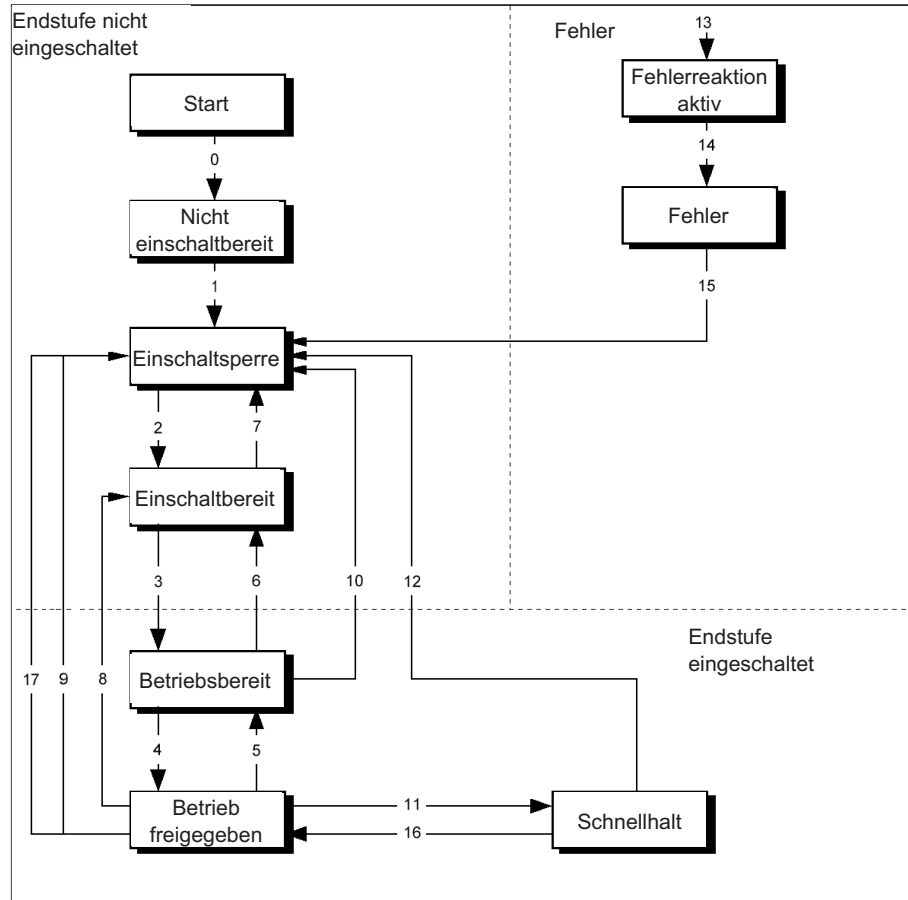 Endstufe nicht
eingeschaltet
Fehler
13
Fehlerreaktion
aktiv
Start
14
0
Fehler
Nicht
einschaltbereit
1
15
Einschaltsperre
2
7
Einschaltbereit
3
6
10
12
Endstufe
eingeschaltet
17
9
8
Betriebsbereit
4
5
Betrieb
freigegeben
11
16
Schnellhalt